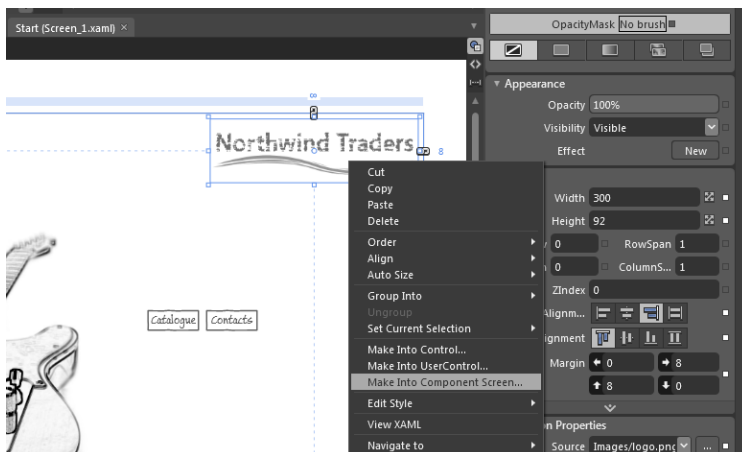 OpacityMask No brush
Start (Screen_1.xaml) ×
Appearance
Opacity 100%
Visibility Visible
Effect New
Northwind Traders
8
Cut
Copy
Paste
Delete
Order
Align
Auto Size
Group Into
Ungroup
Set Current Selection
Make Into Control...
Make Into UserControl...
Make Into Component Screen...
Edit Style
View XAML
Navigate to
Width 300
Height 92
0 RowSpan 1
0 ColumnS... 1
ZIndex 0
Alignm...
ignment
Margin 0 8
8 0
n Properties
Source Images/logo.png ...
Catalogue Contacts